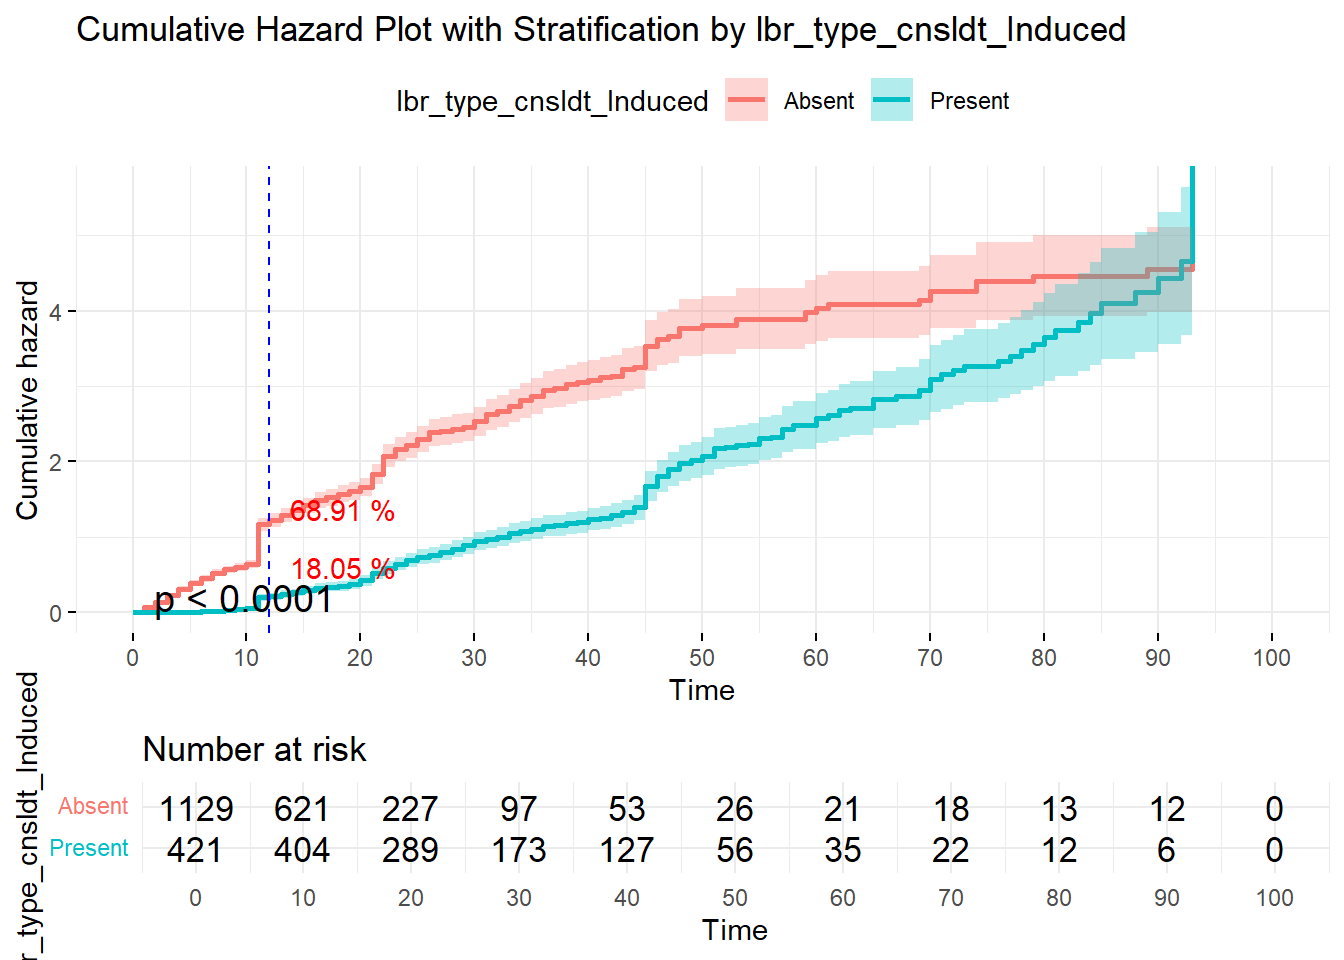 Cumulative Hazard Plot with Stratification by lbr_type_cnsldt_Induced
lbr_type_cnsldt_Induced Absent Present
Cumulative hazard
4
2
0
68.91 %
18.05 %
p < 0.0001
0 10 20 30 40 50 60 70 80 90 100
Time
r_type_cnsldt_Induced
Number at risk
Absent 1129 621 227 97 53 26 21 18 13 12 0
Present 421 404 289 173 127 56 35 22 12 6 0
0 10 20 30 40 50 60 70 80 90 100
Time